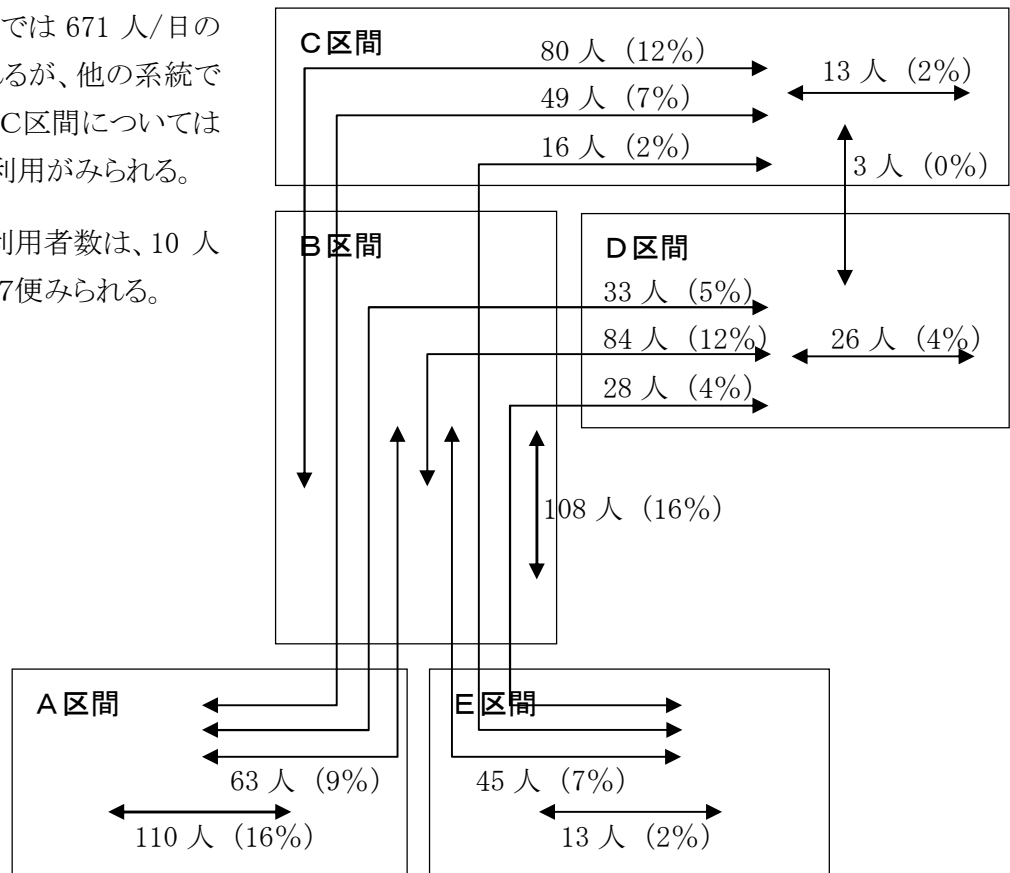 では 671 人/日の
るが、他の系統で
C区間については
利用がみられる。
利用者数は、10 人
7便みられる。
C区間
80 人（12%）
13 人（2%）
49 人（7%）
16 人（2%）
3 人（0%）
B区間
D区間
33 人（5%）
84 人（12%）
26 人（4%）
28 人（4%）
108 人（16%）
A区間
E区間
63 人（9%）
45 人（7%）
110 人（16%）
13 人（2%）